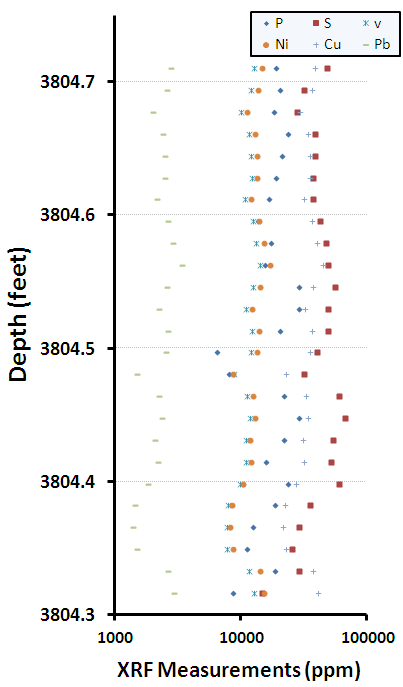 P S v
Ni Cu Pb
3804.7
3804.6
3804.5
3804.4
3804.3
Depth (feet)
1000 10000 100000
XRF Measurements (ppm)